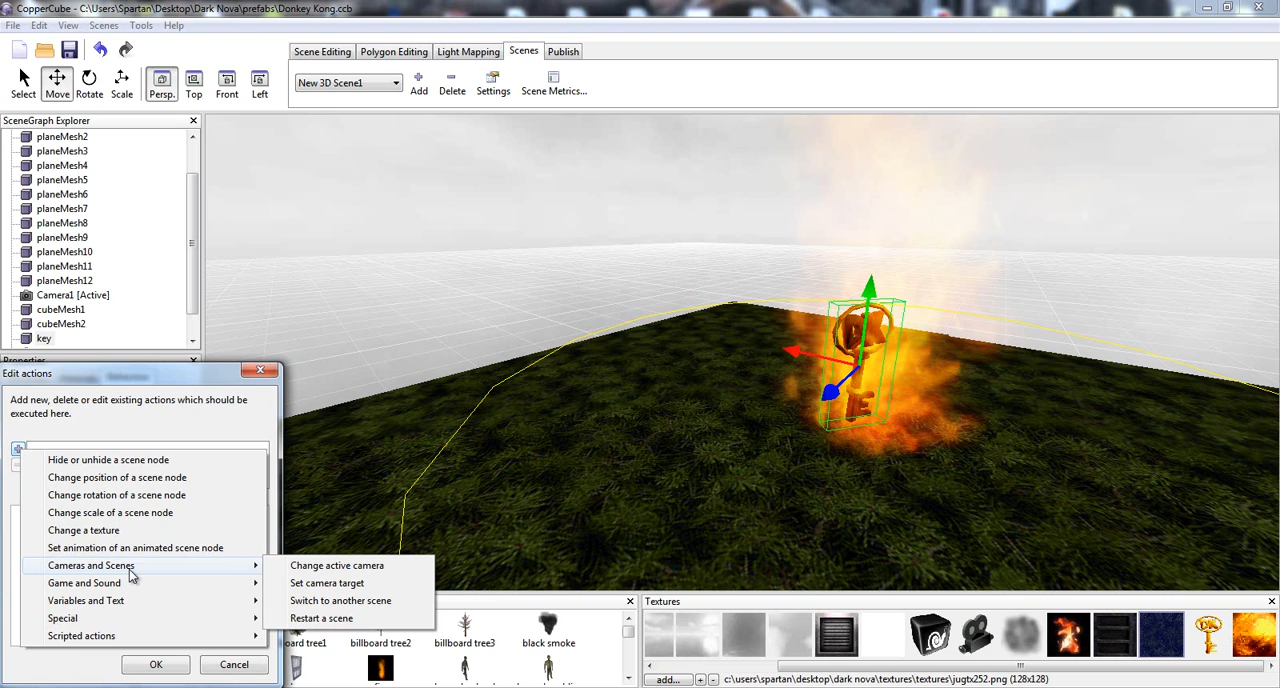 CopperCube - C:\Users\Spartan\Desktop\Dark Nova\prefabs\Donkey Kong.ccb
File Edit View Scenes Tools Help
Scene Editing Polygon Editing Light Mapping Scenes Publish
Select Move Rotate Scale Persp. Top Front Left
New 3D Scene1 Add Delete Settings Scene Metrics...
SceneGraph Explorer
planeMesh2
planeMesh3
planeMesh4
planeMesh5
planeMesh6
planeMesh7
planeMesh8
planeMesh9
planeMesh10
planeMesh11
planeMesh12
Camera1 [Active]
cubeMesh1
cubeMesh2
key
Properties
Edit actions
Add new, delete or edit existing actions which should be
executed here.
Hide or unhide a scene node
Change position of a scene node
Change rotation of a scene node
Change scale of a scene node
Change a texture
Set animation of an animated scene node
Cameras and Scenes
Game and Sound
Variables and Text
Special
Scripted actions
Change active camera
Set camera target
Switch to another scene
Restart a scene
OK Cancel
billboard tree2 billboard tree3 black smoke
Textures
add... + - c:\users\spartan\desktop\dark nova\textures\textures\jugtx252.png (128x128)